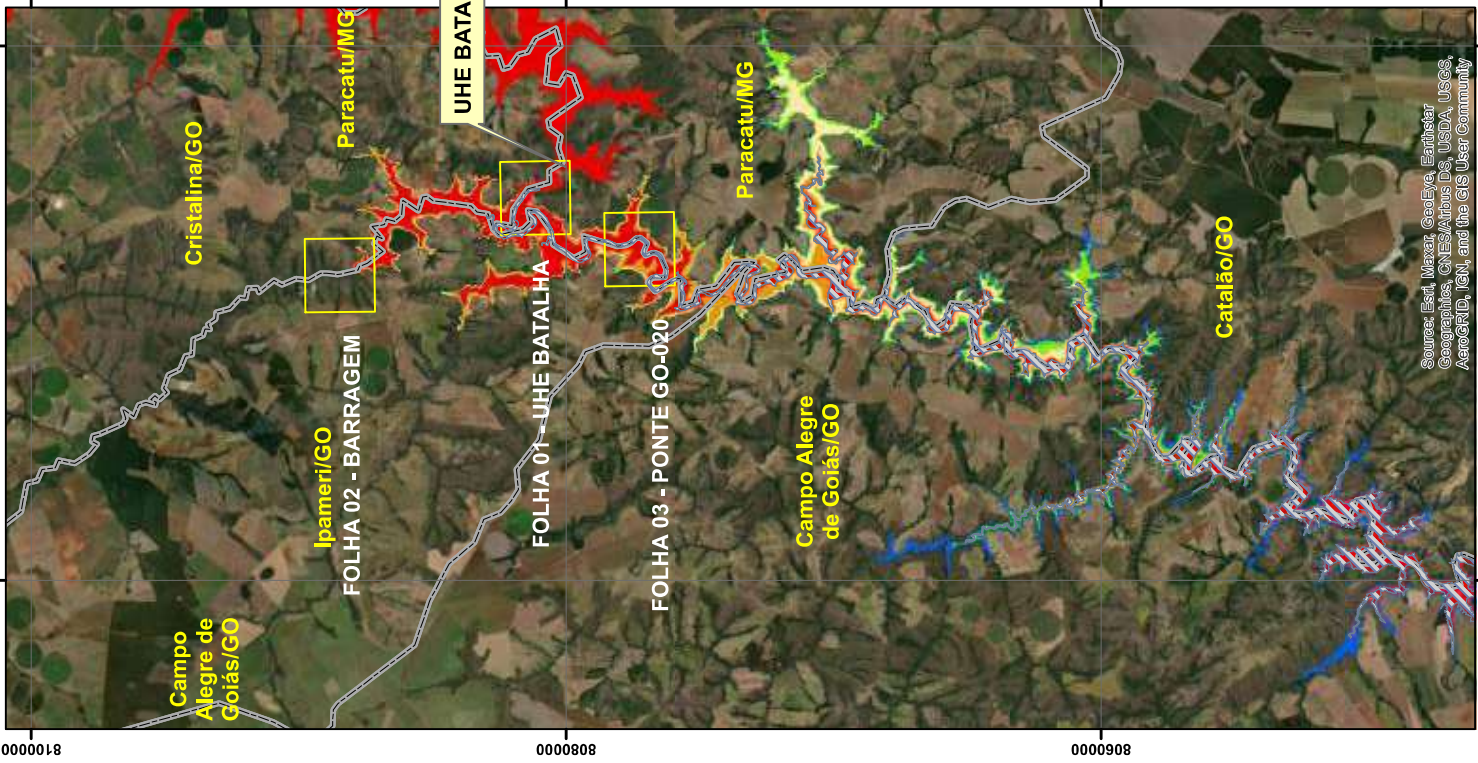 Cristalina/GO
Paracatu/MG
UHE BATA
Paracatu/MG
Ipameri/GO
FOLHA 02 - BARRAGEM
FOLHA 01 - UHE BATALHA
FOLHA 03 - PONTE GO-020
Campo Alegre
de Goiás/GO
Catalão/GO
Campo
Alegre de
Goiás/GO
8100000
8080000
8060000
Source: Esri, Maxar, GeoEye, Earthstar
Geographics, CNES/Airbus DS, USDA, USGS,
AeroGRID, IGN, and the GIS User Community